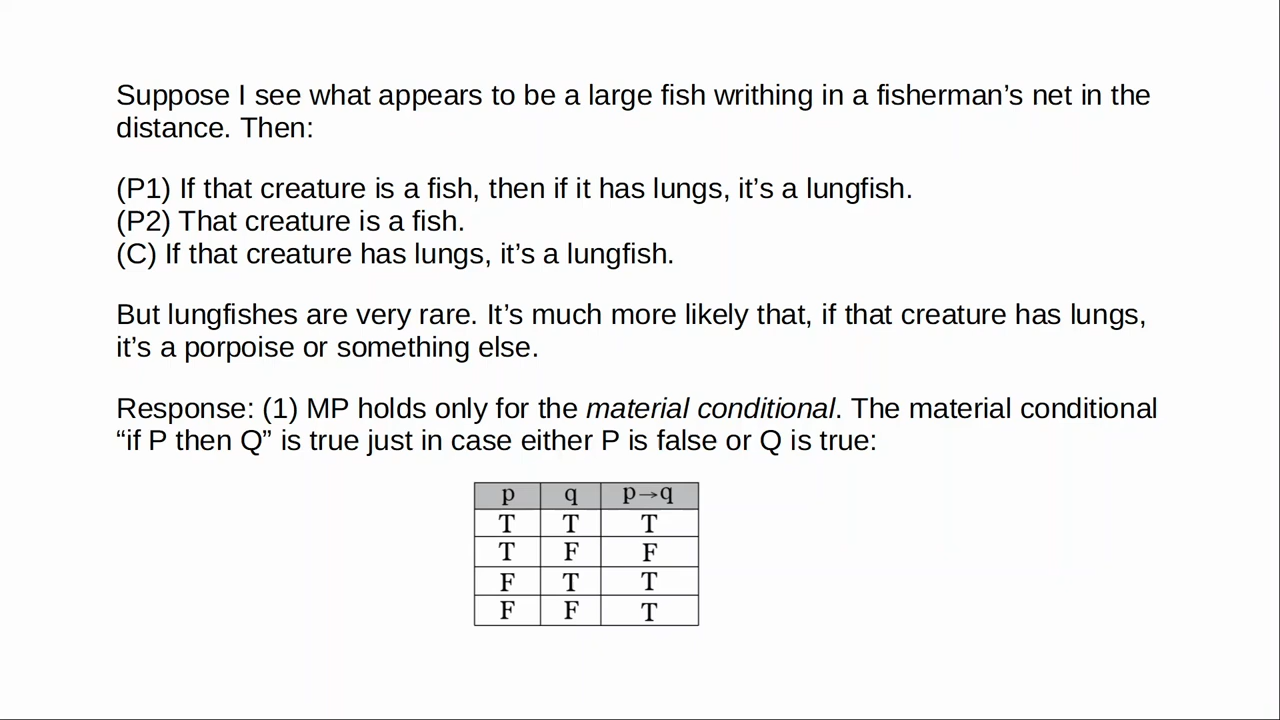 Suppose I see what appears to be a large fish writhing in a fisherman’s net in the
distance. Then:
(P1) If that creature is a fish, then if it has lungs, it’s a lungfish.
(P2) That creature is a fish.
(C) If that creature has lungs, it’s a lungfish.
But lungfishes are very rare. It’s much more likely that, if that creature has lungs,
it’s a porpoise or something else.
Response: (1) MP holds only for the material conditional. The material conditional
“if P then Q” is true just in case either P is false or Q is true:
p q p→q
T T T
T F F
F T T
F F T